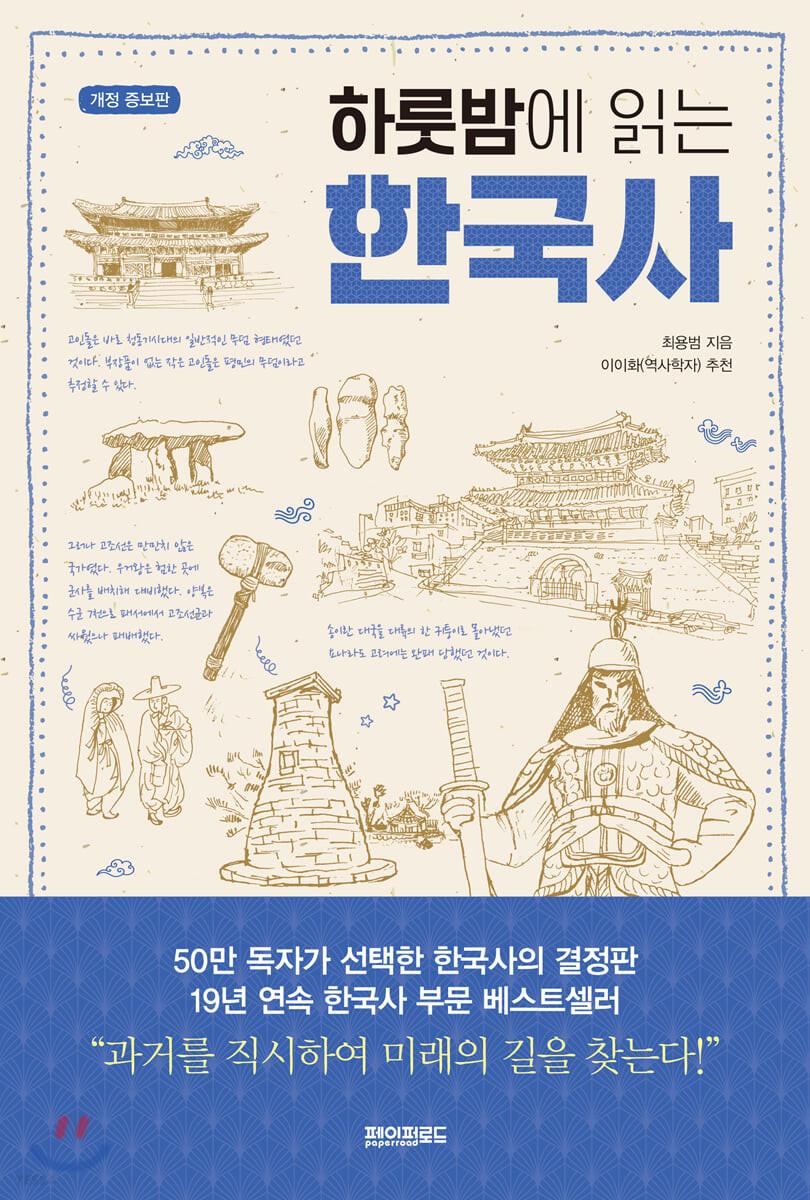 개정 증보판
하룻밤에 읽는
한국사
최용범 지음
이이화(역사학자) 추천
고인돌은 바로 청동기시대의 일반적인 무덤 형태였던
것이다. 부장품이 없는 작은 고인돌은 평민의 무덤이라고
추정할 수 있다.
그러나 고조선은 만만치 않은
국가였다. 우거왕은 험한 곳에
군사를 배치해 대비했다. 양복은
수군 7천으로 패서에서 고조선군과
싸웠으나 패배했다.
송이란 대국을 대륙의 한 귀퉁이로 몰아냈던
요나라도 고려에는 완패 당했던 것이다.
50만 독자가 선택한 한국사의 결정판
19년 연속 한국사 부문 베스트셀러
“과거를 직시하여 미래의 길을 찾는다!”
페이퍼로드
paperroad
YES24